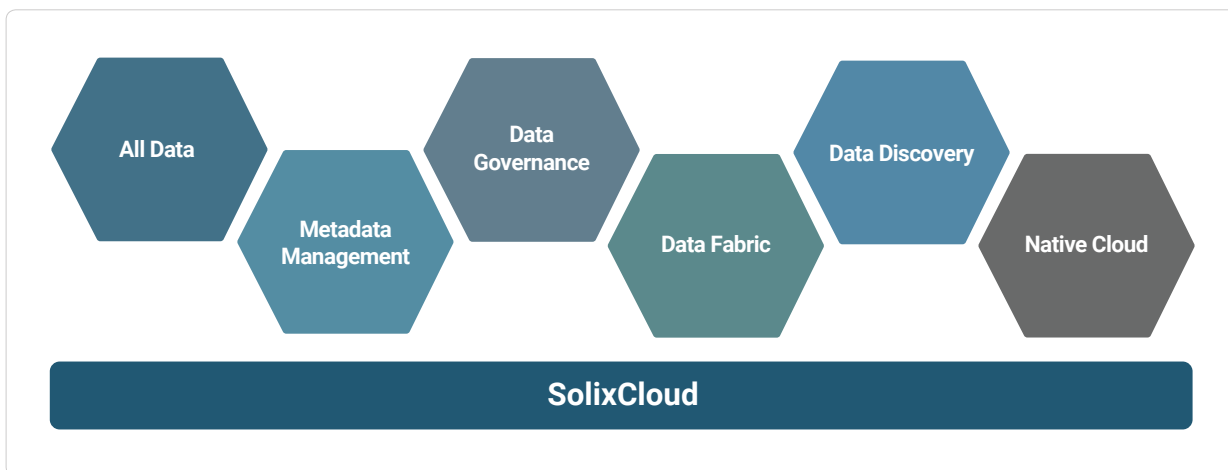 All Data
Metadata
Management
Data
Governance
Data Fabric
Data Discovery
Native Cloud
SolixCloud